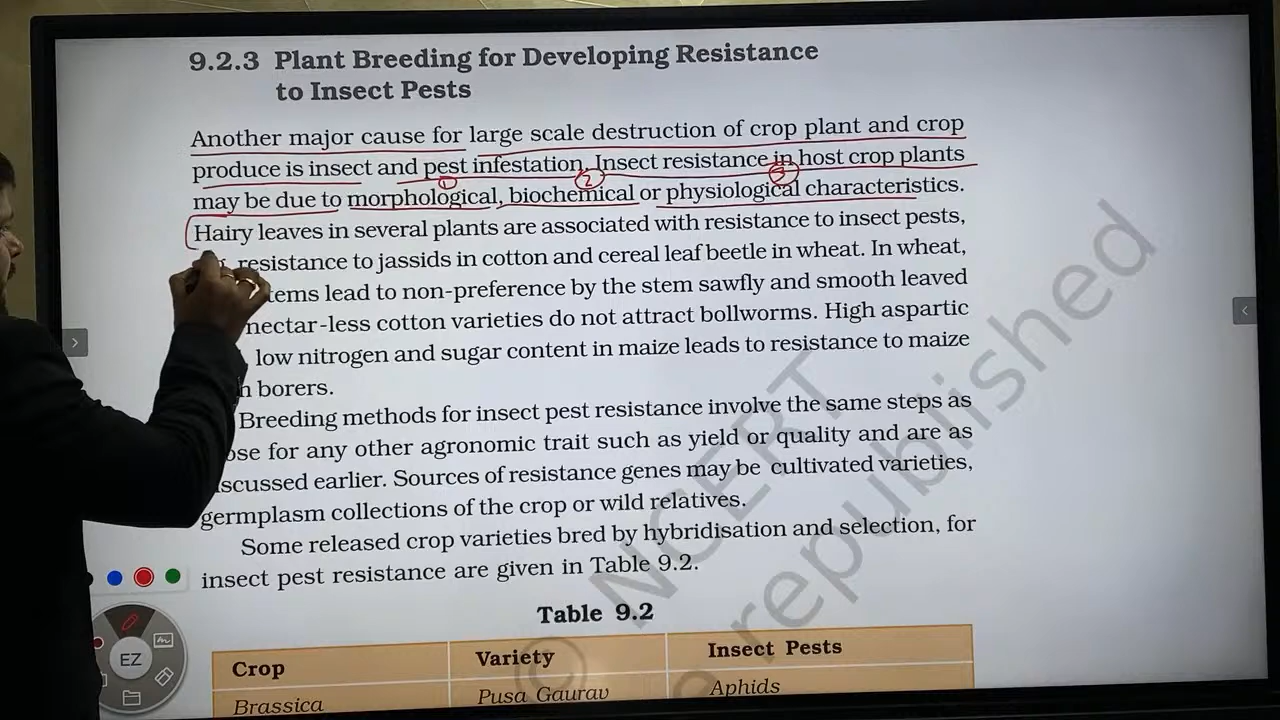 9.2.3 Plant Breeding for Developing Resistance
to Insect Pests
Another major cause for large scale destruction of crop plant and crop
produce is insect and pest infestation. Insect resistance in host crop plants
1 2 3
may be due to morphological, biochemical or physiological characteristics.
Hairy leaves in several plants are associated with resistance to insect pests,
resistance to jassids in cotton and cereal leaf beetle in wheat. In wheat,
tems lead to non-preference by the stem sawfly and smooth leaved
nectar-less cotton varieties do not attract bollworms. High aspartic
low nitrogen and sugar content in maize leads to resistance to maize
borers.
Breeding methods for insect pest resistance involve the same steps as
ose for any other agronomic trait such as yield or quality and are as
scussed earlier. Sources of resistance genes may be cultivated varieties,
germplasm collections of the crop or wild relatives.
Some released crop varieties bred by hybridisation and selection, for
insect pest resistance are given in Table 9.2.
Table 9.2
Crop Variety Insect Pests
Brassica Pusa Gaurav Aphids
© NCERT
republished
EZ